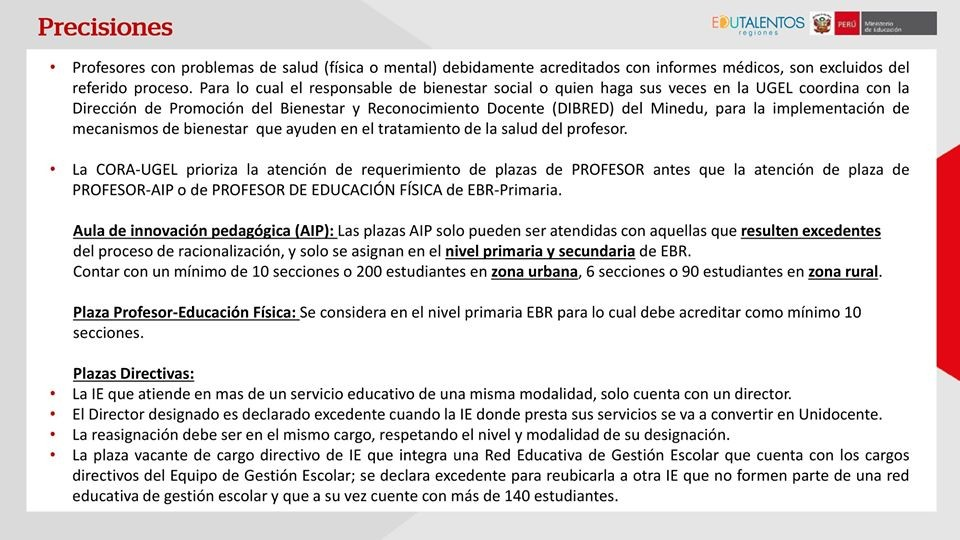 Precisiones
EDUTALENTOS
regiones
PERÚ
Ministerio
de Educación
• Profesores con problemas de salud (física o mental) debidamente acreditados con informes médicos, son excluidos del
referido proceso. Para lo cual el responsable de bienestar social o quien haga sus veces en la UGEL coordina con la
Dirección de Promoción del Bienestar y Reconocimiento Docente (DIBRED) del Minedu, para la implementación de
mecanismos de bienestar que ayuden en el tratamiento de la salud del profesor.
• La CORA-UGEL prioriza la atención de requerimiento de plazas de PROFESOR antes que la atención de plaza de
PROFESOR-AIP o de PROFESOR DE EDUCACIÓN FÍSICA de EBR-Primaria.
Aula de innovación pedagógica (AIP): Las plazas AIP solo pueden ser atendidas con aquellas que resulten excedentes
del proceso de racionalización, y solo se asignan en el nivel primaria y secundaria de EBR.
Contar con un mínimo de 10 secciones o 200 estudiantes en zona urbana, 6 secciones o 90 estudiantes en zona rural.
Plaza Profesor-Educación Física: Se considera en el nivel primaria EBR para lo cual debe acreditar como mínimo 10
secciones.
Plazas Directivas:
• La IE que atiende en mas de un servicio educativo de una misma modalidad, solo cuenta con un director.
• El Director designado es declarado excedente cuando la IE donde presta sus servicios se va a convertir en Unidocente.
• La reasignación debe ser en el mismo cargo, respetando el nivel y modalidad de su designación.
• La plaza vacante de cargo directivo de IE que integra una Red Educativa de Gestión Escolar que cuenta con los cargos
directivos del Equipo de Gestión Escolar; se declara excedente para reubicarla a otra IE que no formen parte de una red
educativa de gestión escolar y que a su vez cuente con más de 140 estudiantes.